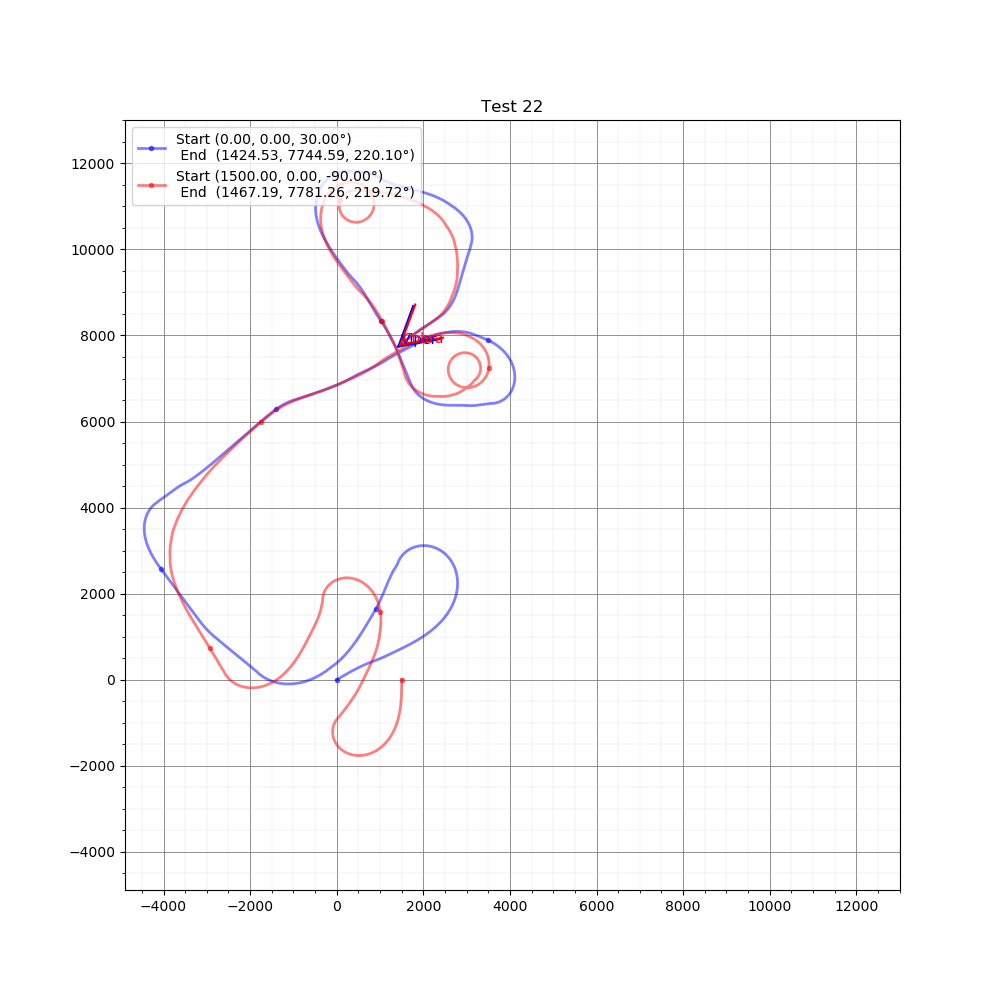 Test 22
Start (0.00, 0.00, 30.00°)
End  (1424.53, 7744.59, 220.10°)
Start (1500.00, 0.00, -90.00°)
End  (1467.19, 7781.26, 219.72°)
12000
10000
8000
6000
4000
2000
0
−2000
−4000
−4000 −2000 0 2000 4000 6000 8000 10000 12000